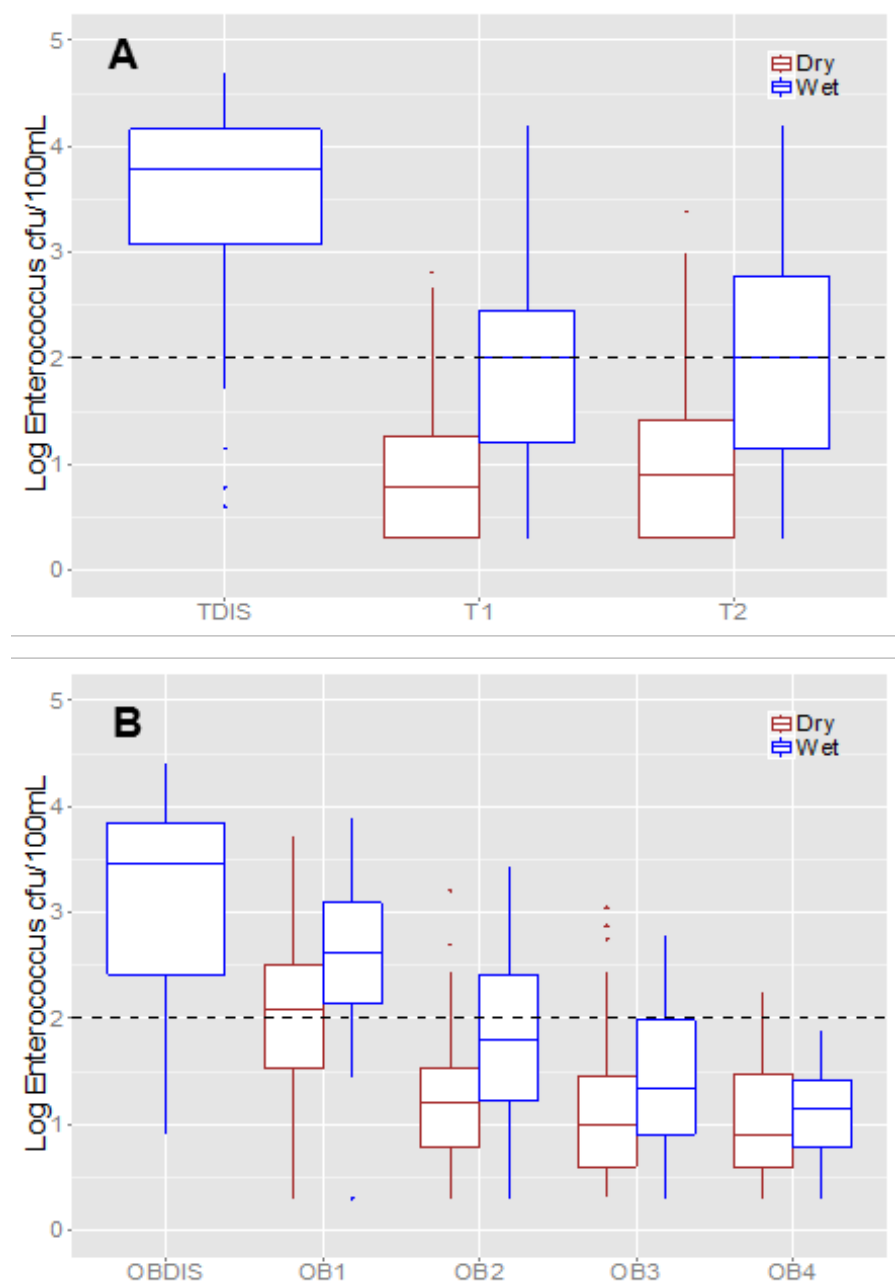 A
Dry
Wet
Log Enterococcus cfu/100mL
5
4
3
2
1
0
TDIS T1 T2
B
Dry
Wet
Log Enterococcus cfu/100mL
5
4
3
2
1
0
OBDIS OB1 OB2 OB3 OB4